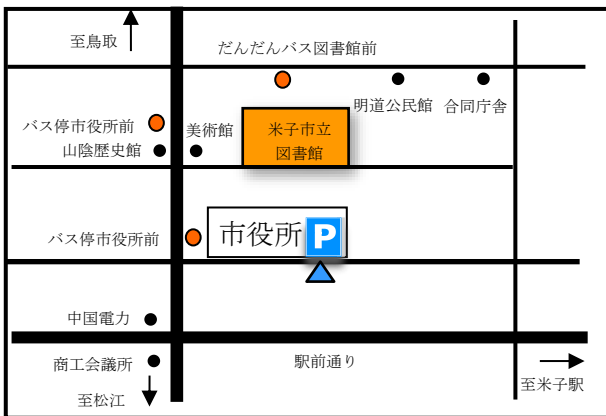 至鳥取
だんだんバス図書館前
明道公民館
合同庁舎
バス停市役所前
美術館
米子市立
図書館
山陰歴史館
バス停市役所前
市役所
P
中国電力
商工会議所
駅前通り
至米子駅
至松江